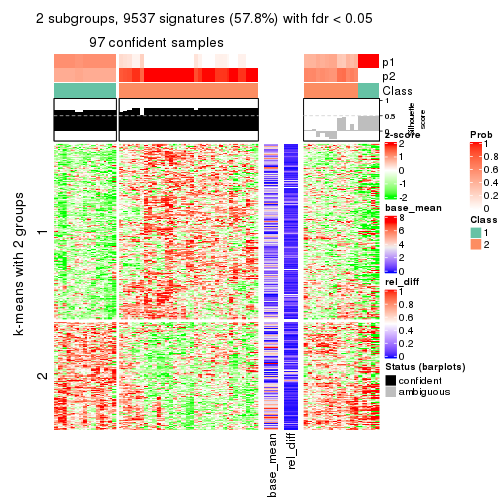 2 subgroups, 9537 signatures (57.8%) with fdr < 0.05
97 confident samples
p1
p2
Class
1
0.5
0
Silhouette
score
k-means with 2 groups
1
2
base_mean
rel_diff
z-score
2
1
0
-1
-2
base_mean
8
6
4
2
0
rel_diff
1
0.8
0.6
0.4
0.2
0
Status (barplots)
confident
ambiguous
Prob
1
0.8
0.6
0.4
0.2
0
Class
1
2